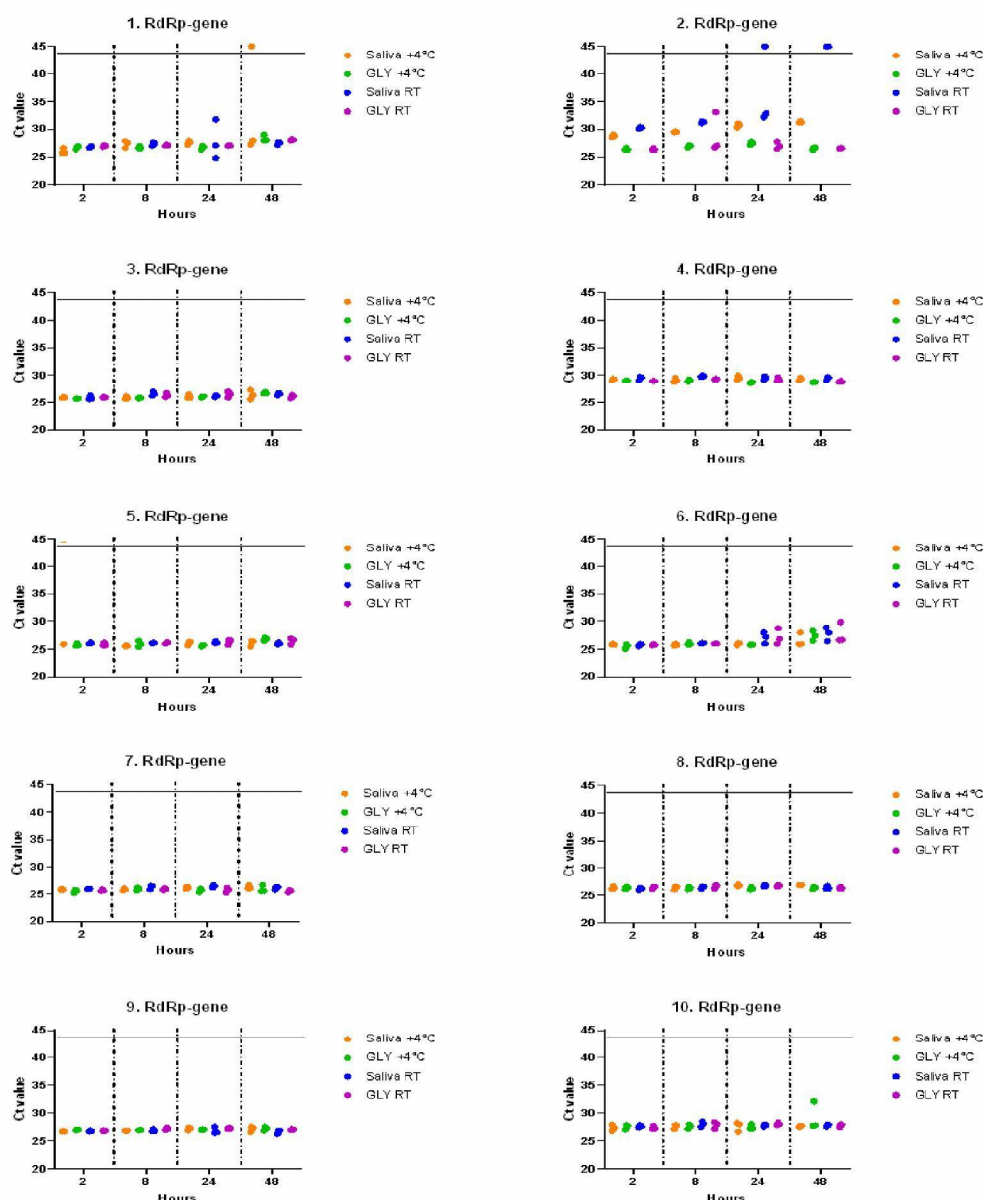 1. RdRp-gene
45
40
35
30
25
20
Ct value
2 8 24 48
Hours
Saliva +4°C
GLY +4°C
Saliva RT
GLY RT
2. RdRp-gene
45
40
35
30
25
20
Ct value
2 8 24 48
Hours
Saliva +4°C
GLY +4°C
Saliva RT
GLY RT
3. RdRp-gene
45
40
35
30
25
20
Ct value
2 8 24 48
Hours
Saliva +4°C
GLY +4°C
Saliva RT
GLY RT
4. RdRp-gene
45
40
35
30
25
20
Ct value
2 8 24 48
Hours
Saliva +4°C
GLY +4°C
Saliva RT
GLY RT
5. RdRp-gene
45
40
35
30
25
20
Ct value
2 8 24 48
Hours
Saliva +4°C
GLY +4°C
Saliva RT
GLY RT
6. RdRp-gene
45
40
35
30
25
20
Ct value
2 8 24 48
Hours
Saliva +4°C
GLY +4°C
Saliva RT
GLY RT
7. RdRp-gene
45
40
35
30
25
20
Ct value
2 8 24 48
Hours
Saliva +4°C
GLY +4°C
Saliva RT
GLY RT
8. RdRp-gene
45
40
35
30
25
20
Ct value
2 8 24 48
Hours
Saliva +4°C
GLY +4°C
Saliva RT
GLY RT
9. RdRp-gene
45
40
35
30
25
20
Ct value
2 8 24 48
Hours
Saliva +4°C
GLY +4°C
Saliva RT
GLY RT
10. RdRp-gene
45
40
35
30
25
20
Ct value
2 8 24 48
Hours
Saliva +4°C
GLY +4°C
Saliva RT
GLY RT